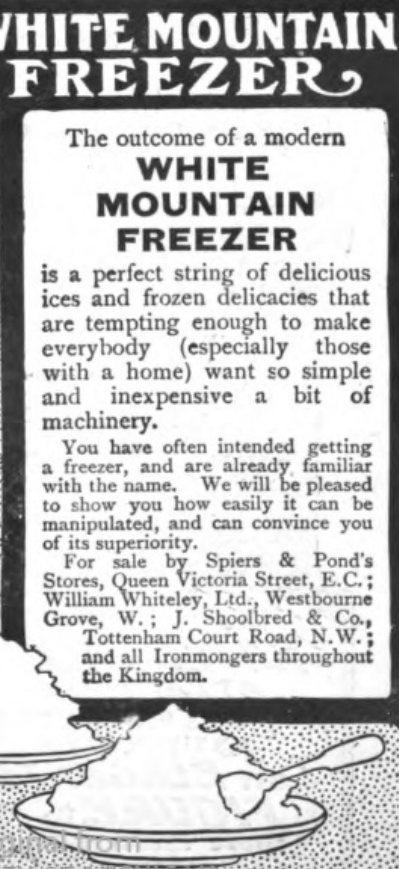 WHITE MOUNTAIN
FREEZER
The outcome of a modern
WHITE
MOUNTAIN
FREEZER
is a perfect string of delicious
ices and frozen delicacies that
are tempting enough to make
everybody (especially those
with a home) want so simple
and inexpensive a bit of
machinery.
You have often intended getting
a freezer, and are already familiar
with the name. We will be pleased
to show you how easily it can be
manipulated, and can convince you
of its superiority.
For sale by Spiers & Pond's
Stores, Queen Victoria Street, E.C.;
William Whiteley, Ltd., Westbourne
Grove, W.; J. Shoolbred & Co.,
Tottenham Court Road, N.W.;
and all Ironmongers throughout
the Kingdom.
from